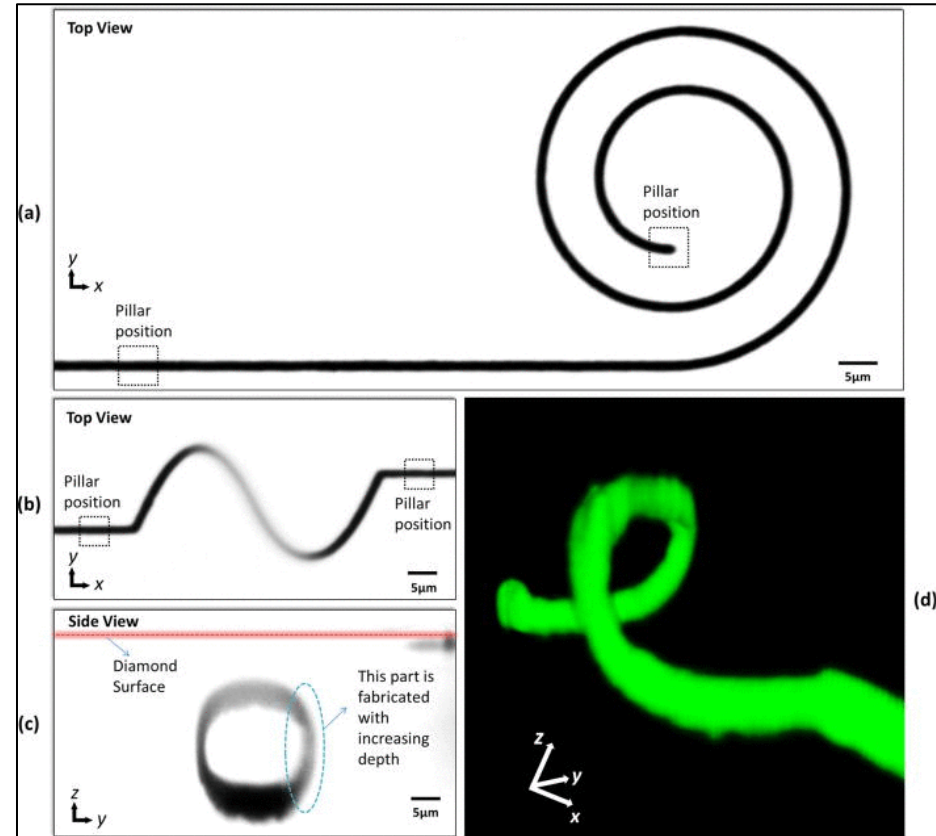 Top View
(a)
Pillar
position
y
x
Pillar
position
5μm
Top View
(b)
Pillar
position
Pillar
position
y
x
5μm
Side View
Diamond
Surface
This part is
fabricated
with
increasing
depth
(c)
z
y
5μm
(d)
z
y
x